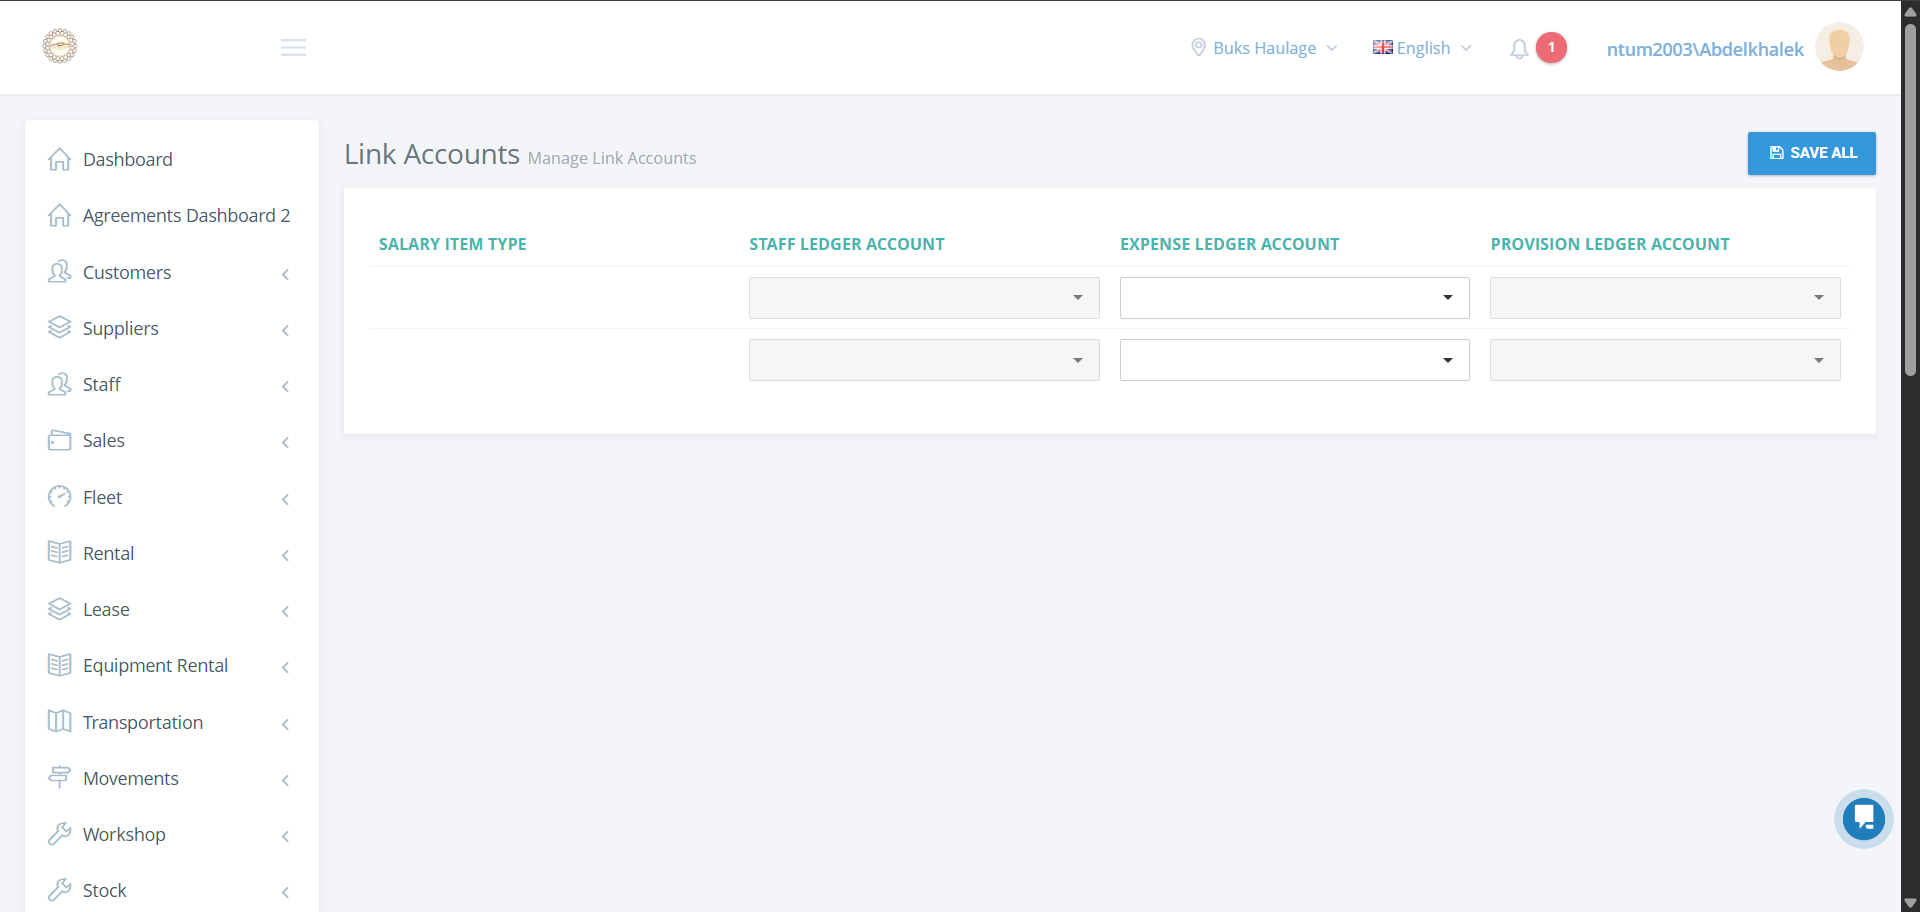 Buks Haulage
English
1
ntum2003\Abdelkhalek
Dashboard
Agreements Dashboard 2
Customers
Suppliers
Staff
Sales
Fleet
Rental
Lease
Equipment Rental
Transportation
Movements
Workshop
Stock
Link Accounts Manage Link Accounts
SAVE ALL
SALARY ITEM TYPE STAFF LEDGER ACCOUNT EXPENSE LEDGER ACCOUNT PROVISION LEDGER ACCOUNT